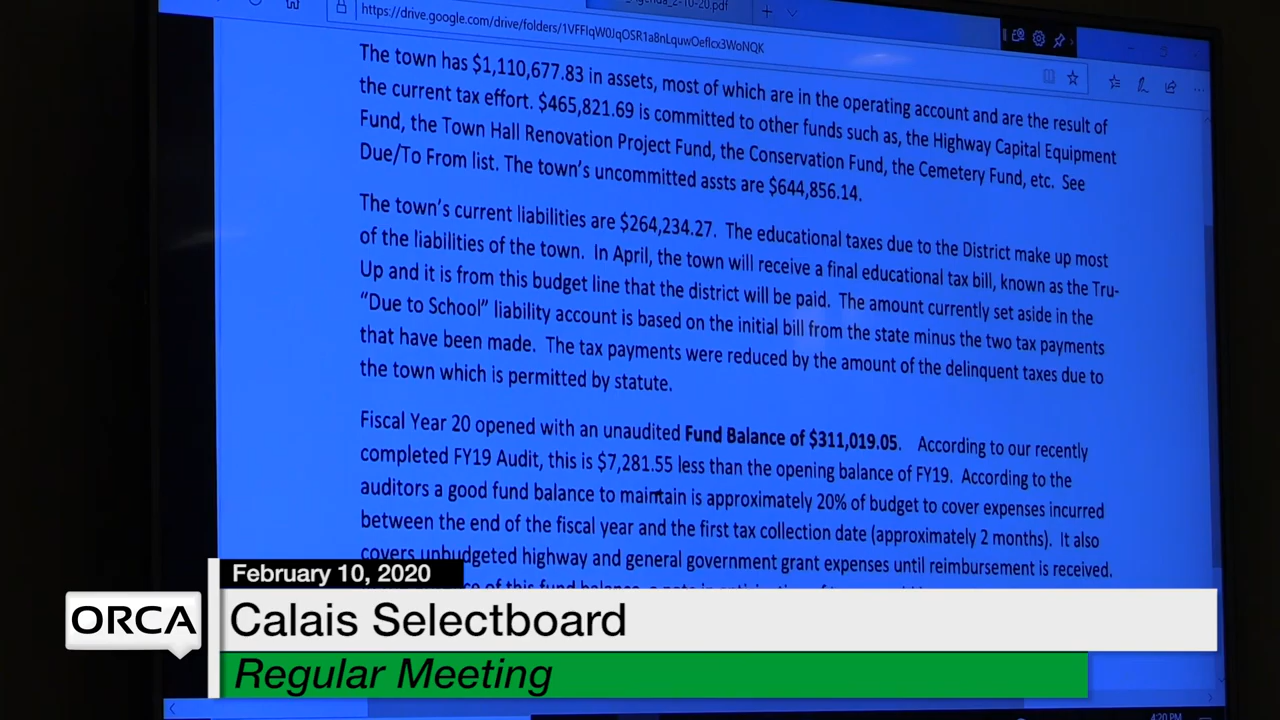 genda_2-10-20.pdf
https://drive.google.com/drive/folders/1VFFlqW0JqOSR1a8nLquwOeflcx3WoNQK
The town has $1,110,677.83 in assets, most of which are in the operating account and are the result of
the current tax effort. $465,821.69 is committed to other funds such as, the Highway Capital Equipment
Fund, the Town Hall Renovation Project Fund, the Conservation Fund, the Cemetery Fund, etc. See
Due/To From list. The town's uncommitted assts are $644,856.14.
The town's current liabilities are $264,234.27. The educational taxes due to the District make up most
of the liabilities of the town. In April, the town will receive a final educational tax bill, known as the Tru-
Up and it is from this budget line that the district will be paid. The amount currently set aside in the
“Due to School” liability account is based on the initial bill from the state minus the two tax payments
that have been made. The tax payments were reduced by the amount of the delinquent taxes due to
the town which is permitted by statute.
Fiscal Year 20 opened with an unaudited Fund Balance of $311,019.05. According to our recently
completed FY19 Audit, this is $7,281.55 less than the opening balance of FY19. According to the
auditors a good fund balance to maintain is approximately 20% of budget to cover expenses incurred
between the end of the fiscal year and the first tax collection date (approximately 2 months). It also
covers unbudgeted highway and general government grant expenses until reimbursement is received.
of this fund balance, a note in
February 10, 2020
ORCA
Calais Selectboard
Regular Meeting
4:20 PM